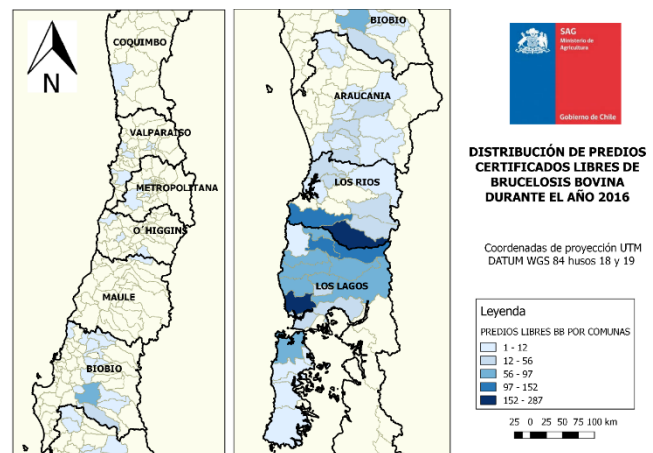 N
COQUIMBO
VALPARAISO
METROPOLITANA
O´HIGGINS
MAULE
BIOBIO
BIOBIO
ARAUCANIA
LOS RIOS
LOS LAGOS
SAG
Ministerio de
Agricultura
Gobierno de Chile
DISTRIBUCIÓN DE PREDIOS
CERTIFICADOS LIBRES DE
BRUCELOSIS BOVINA
DURANTE EL AÑO 2016
Coordenadas de proyección UTM
DATUM WGS 84 husos 18 y 19
Leyenda
PREDIOS LIBRES BB POR COMUNAS
1 - 12
12 - 56
56 - 97
97 - 152
152 - 287
25 0 25 50 75 100 km